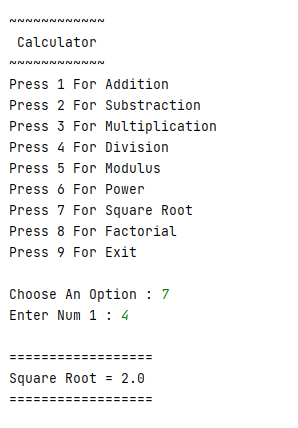 ~~~~~~~~~~~~
Calculator
~~~~~~~~~~~~
Press 1 For Addition
Press 2 For Substraction
Press 3 For Multiplication
Press 4 For Division
Press 5 For Modulus
Press 6 For Power
Press 7 For Square Root
Press 8 For Factorial
Press 9 For Exit
Choose An Option : 7
Enter Num 1 : 4
==================
Square Root = 2.0
==================